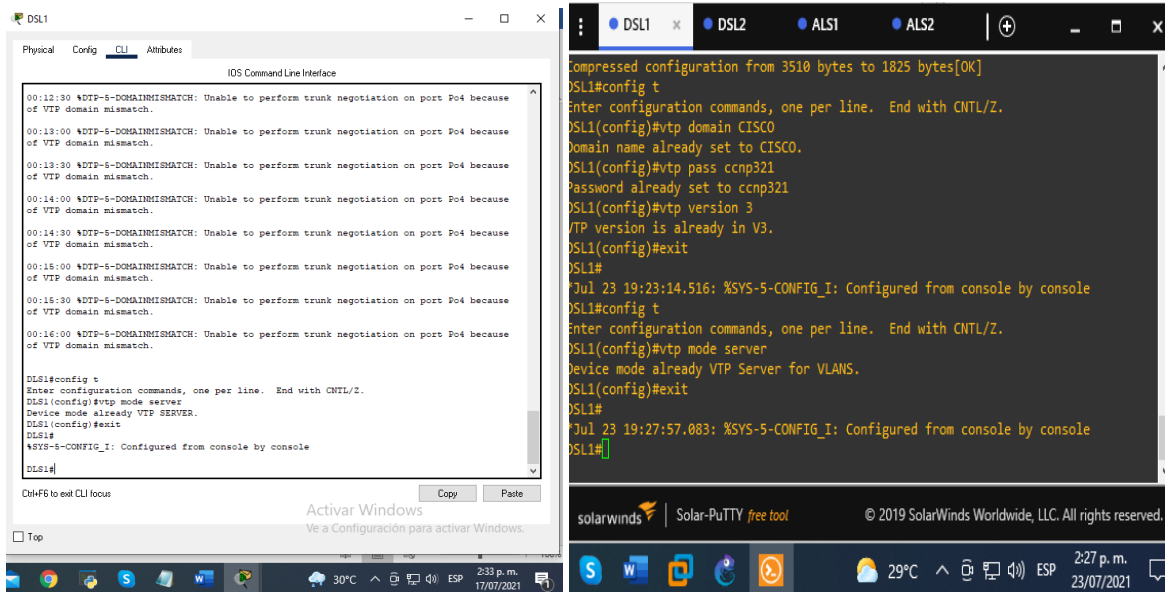 DSL1
Physical Config CLI Attributes
IOS Command Line Interface
00:12:30 %DTP-5-DOMAINMISMATCH: Unable to perform trunk negotiation on port Po4 because
of VTP domain mismatch.
00:13:00 %DTP-5-DOMAINMISMATCH: Unable to perform trunk negotiation on port Po4 because
of VTP domain mismatch.
00:13:30 %DTP-5-DOMAINMISMATCH: Unable to perform trunk negotiation on port Po4 because
of VTP domain mismatch.
00:14:00 %DTP-5-DOMAINMISMATCH: Unable to perform trunk negotiation on port Po4 because
of VTP domain mismatch.
00:14:30 %DTP-5-DOMAINMISMATCH: Unable to perform trunk negotiation on port Po4 because
of VTP domain mismatch.
00:15:00 %DTP-5-DOMAINMISMATCH: Unable to perform trunk negotiation on port Po4 because
of VTP domain mismatch.
00:15:30 %DTP-5-DOMAINMISMATCH: Unable to perform trunk negotiation on port Po4 because
of VTP domain mismatch.
00:16:00 %DTP-5-DOMAINMISMATCH: Unable to perform trunk negotiation on port Po4 because
of VTP domain mismatch.
DLS1#config t
Enter configuration commands, one per line. End with CNTL/Z.
DLS1(config)#vtp mode server
Device mode already VTP SERVER.
DLS1(config)#exit
DLS1#
%SYS-5-CONFIG_I: Configured from console by console
DLS1#
Ctrl+F6 to exit CLI focus
Copy Paste
Activar Windows
Ve a Configuración para activar Windows.
Top
30°C ESP
2:33 p. m.
17/07/2021
DSL1 x DSL2 ALS1 ALS2
Compressed configuration from 3510 bytes to 1825 bytes[OK]
DSL1#config t
Enter configuration commands, one per line. End with CNTL/Z.
DSL1(config)#vtp domain CISCO
Domain name already set to CISCO.
DSL1(config)#vtp pass ccnp321
Password already set to ccnp321
DSL1(config)#vtp version 3
VTP version is already in V3.
DSL1(config)#exit
DSL1#
*Jul 23 19:23:14.516: %SYS-5-CONFIG_I: Configured from console by console
DSL1#config t
Enter configuration commands, one per line. End with CNTL/Z.
DSL1(config)#vtp mode server
Device mode already VTP Server for VLANS.
DSL1(config)#exit
DSL1#
*Jul 23 19:27:57.083: %SYS-5-CONFIG_I: Configured from console by console
DSL1#
solarwinds Solar-PuTTY free tool © 2019 SolarWinds Worldwide, LLC. All rights reserved.
29°C ESP
2:27 p. m.
23/07/2021